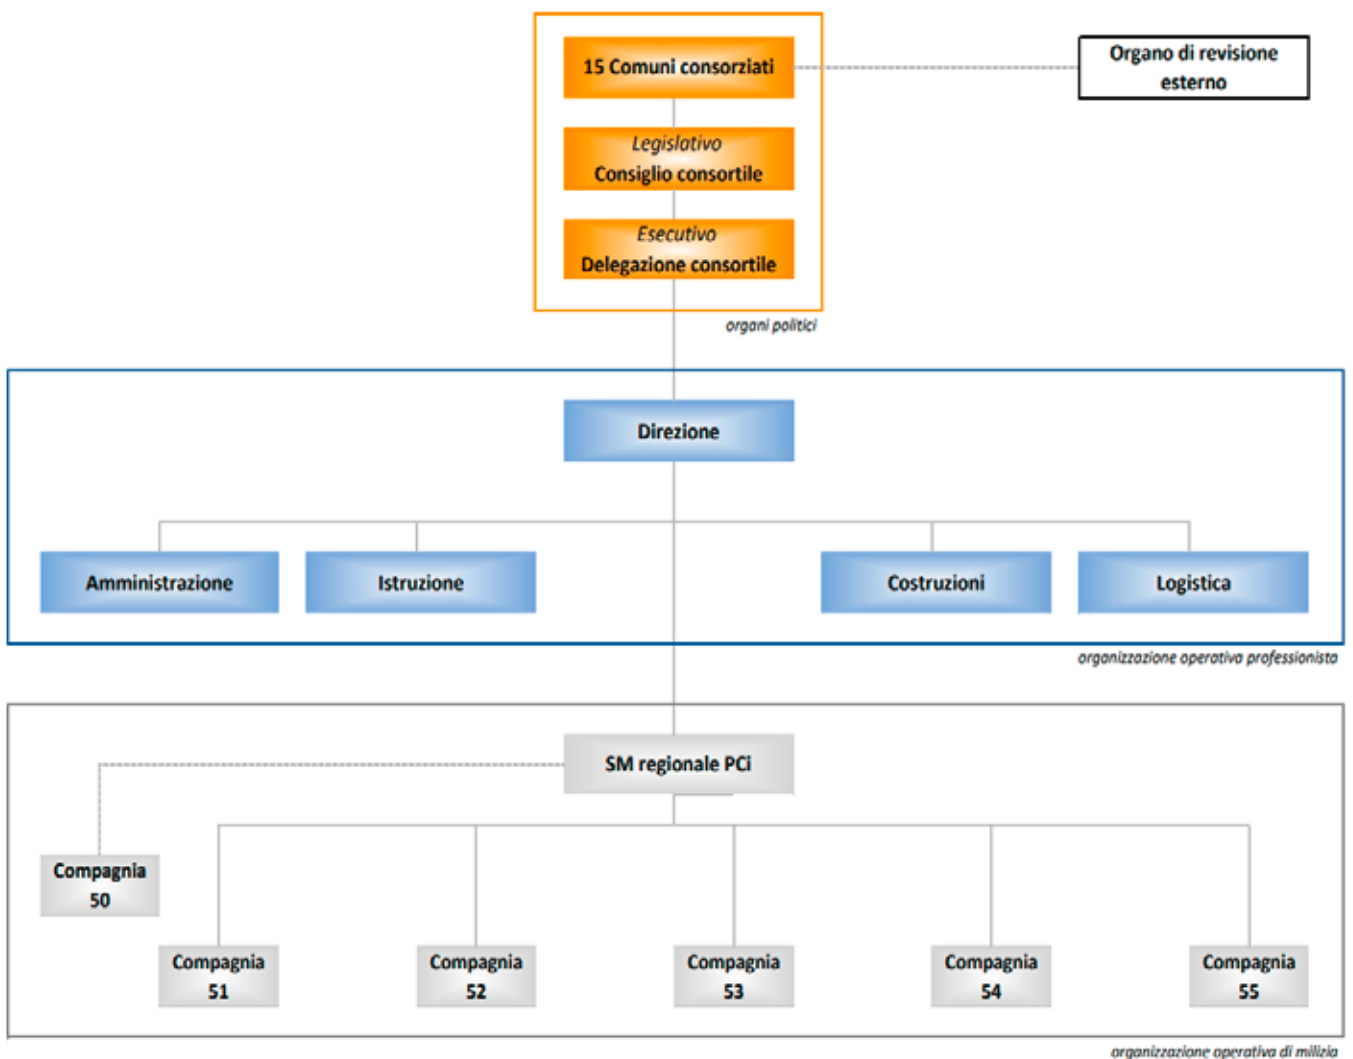 15 Comuni consorziati
Organo di revisione
esterno
Legislativo
Consiglio consortile
Esecutivo
Delegazione consortile
organi politici
Direzione
Amministrazione
Istruzione
Costruzioni
Logistica
organizzazione operativa professionista
SM regionale PCi
Compagnia
50
Compagnia
51
Compagnia
52
Compagnia
53
Compagnia
54
Compagnia
55
organizzazione operativa di milizia